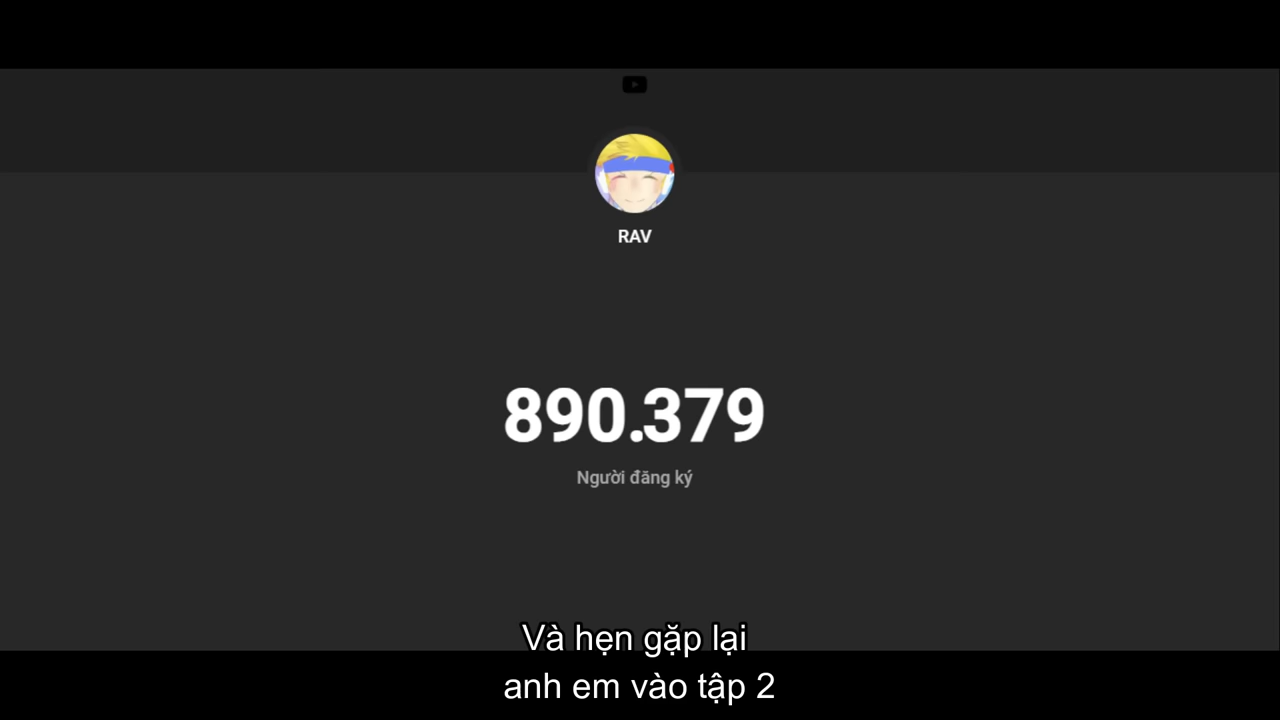 RAV
890.379
Người đăng ký
Và hẹn gặp lại
anh em vào tập 2